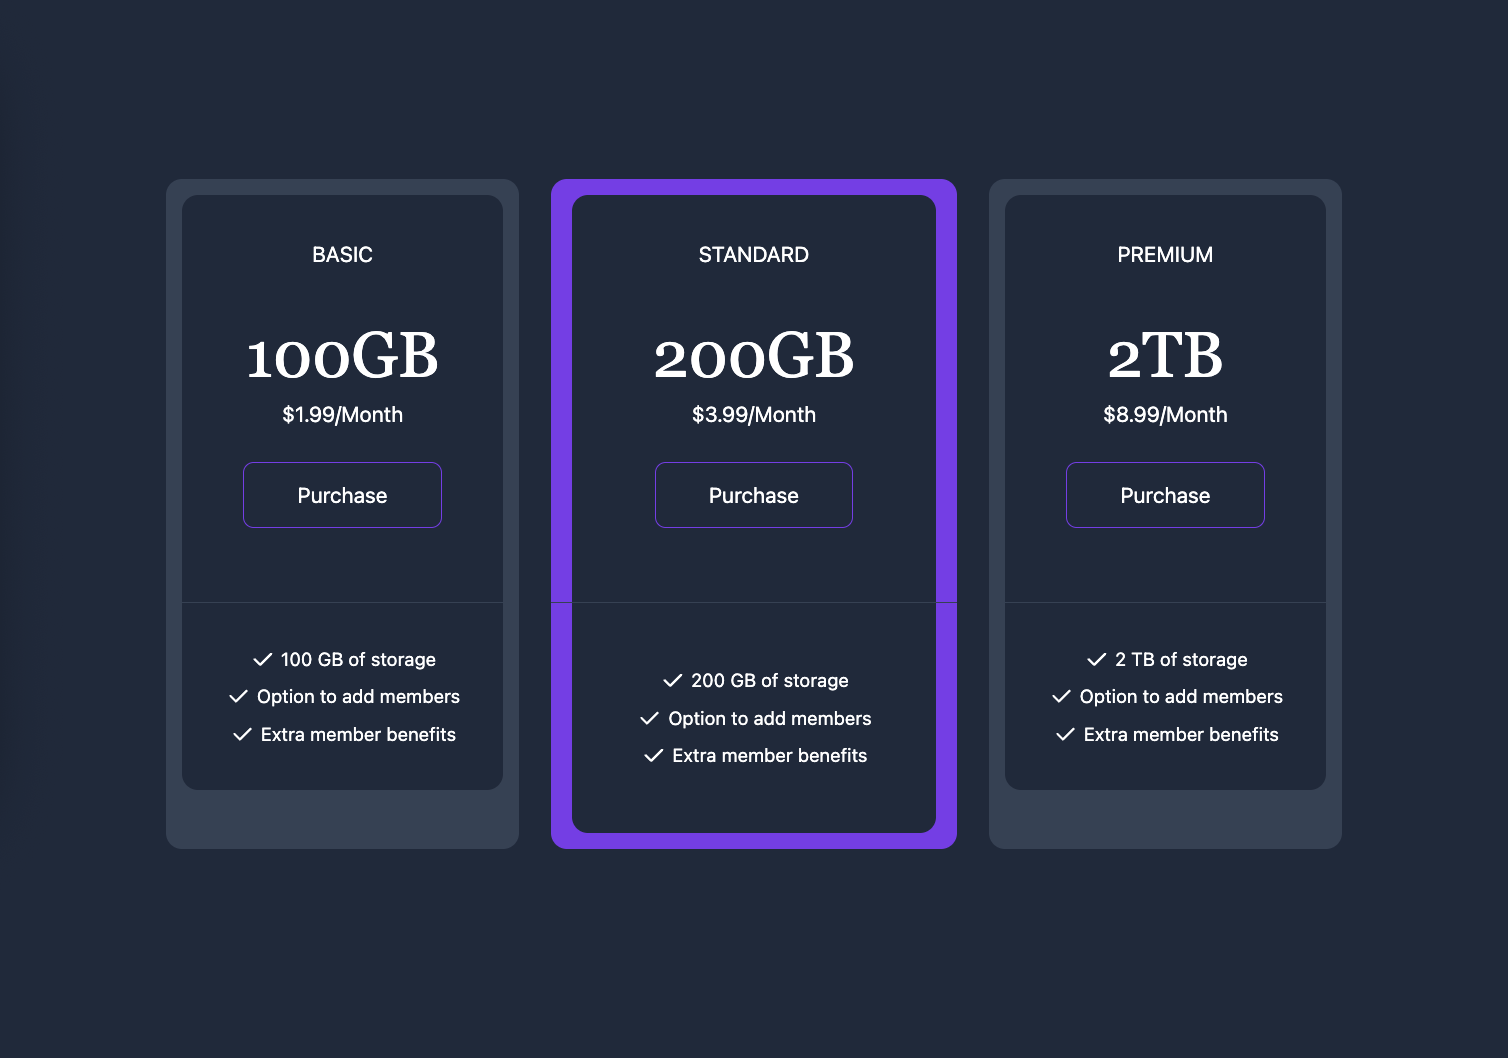 BASIC
100GB
$1.99/Month
Purchase
100 GB of storage
Option to add members
Extra member benefits
STANDARD
200GB
$3.99/Month
Purchase
200 GB of storage
Option to add members
Extra member benefits
PREMIUM
2TB
$8.99/Month
Purchase
2 TB of storage
Option to add members
Extra member benefits